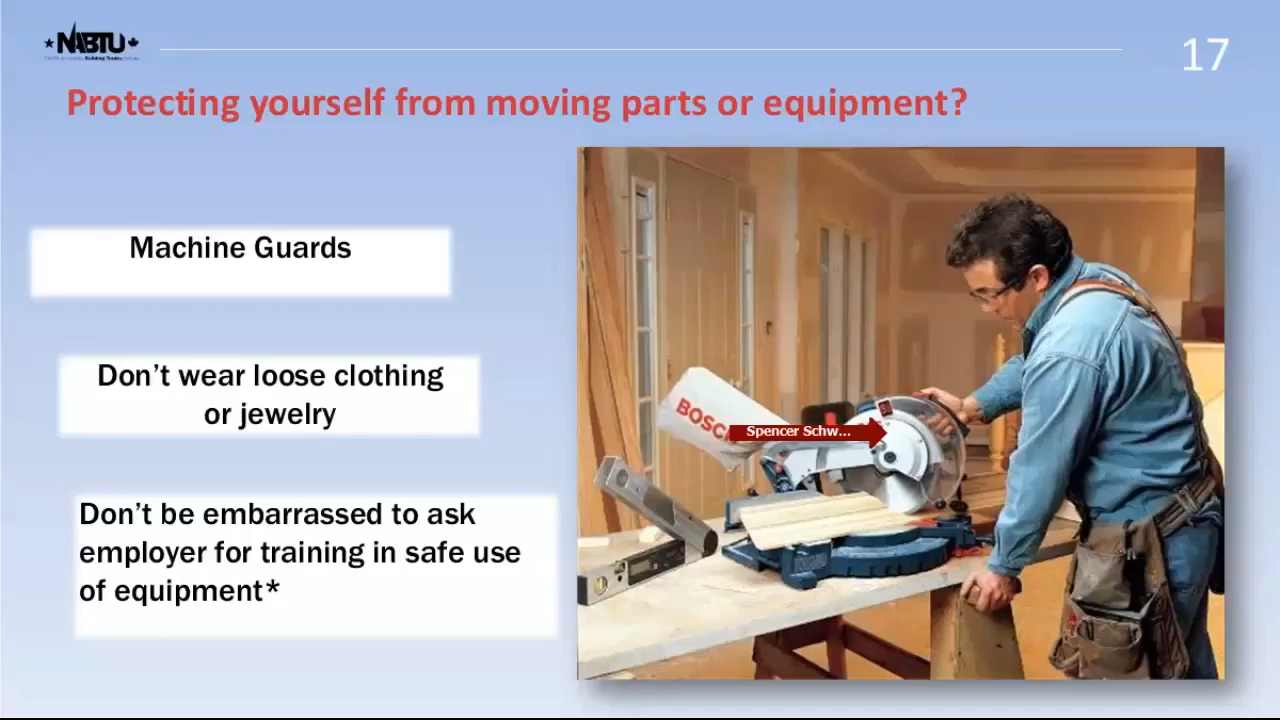 NABTU
17
Protecting yourself from moving parts or equipment?
Machine Guards
Don’t wear loose clothing
or jewelry
Don’t be embarrassed to ask
employer for training in safe use
of equipment*
BOSC
Spencer Schw...